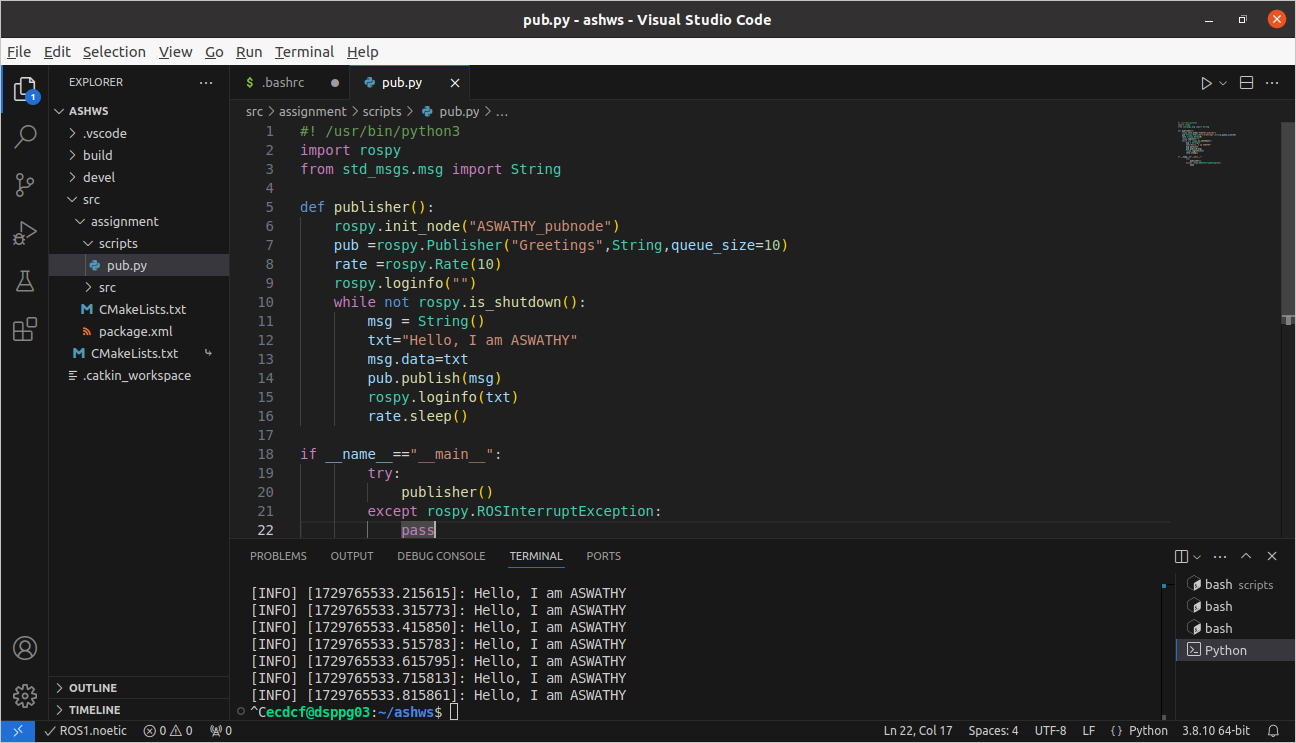 pub.py - ashws - Visual Studio Code
File Edit Selection View Go Run Terminal Help
1
EXPLORER
ASHWS
.vscode
build
devel
src
assignment
scripts
pub.py
src
CMakeLists.txt
package.xml
CMakeLists.txt
.catkin_workspace
OUTLINE
TIMELINE
$ .bashrc
pub.py
src > assignment > scripts > pub.py > ...
1 #! /usr/bin/python3
2 import rospy
3 from std_msgs.msg import String
4
5 def publisher():
6     rospy.init_node("ASWATHY_pubnode")
7     pub =rospy.Publisher("Greetings",String,queue_size=10)
8     rate =rospy.Rate(10)
9     rospy.loginfo("")
10     while not rospy.is_shutdown():
11         msg = String()
12         txt="Hello, I am ASWATHY"
13         msg.data=txt
14         pub.publish(msg)
15         rospy.loginfo(txt)
16         rate.sleep()
17
18 if __name__=="__main__":
19         try:
20             publisher()
21         except rospy.ROSInterruptException:
22             pass
PROBLEMS OUTPUT DEBUG CONSOLE TERMINAL PORTS
[INFO] [1729765533.215615]: Hello, I am ASWATHY
[INFO] [1729765533.315773]: Hello, I am ASWATHY
[INFO] [1729765533.415850]: Hello, I am ASWATHY
[INFO] [1729765533.515783]: Hello, I am ASWATHY
[INFO] [1729765533.615795]: Hello, I am ASWATHY
[INFO] [1729765533.715813]: Hello, I am ASWATHY
[INFO] [1729765533.815861]: Hello, I am ASWATHY
^Cecdcf@dsppg03:~/ashws$
bash scripts
bash
bash
Python
ROS1.noetic 0 0 0 Ln 22, Col 17 Spaces: 4 UTF-8 LF {} Python 3.8.10 64-bit